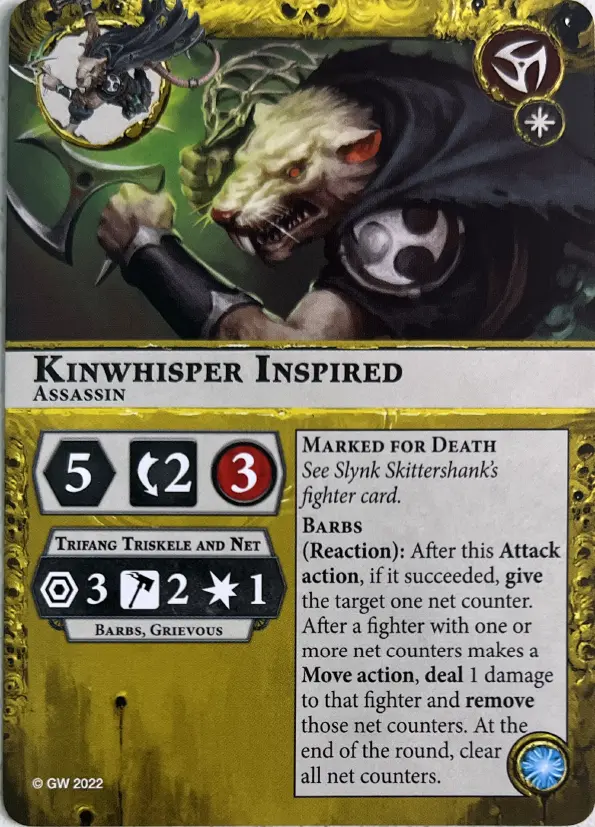 KINWHISPER INSPIRED
ASSASSIN
5 2 3
TRIFANG TRISKELE AND NET
3 2 1
BARBS, GRIEVOUS
MARKED FOR DEATH
See Slynk Skittershank's
fighter card.
BARBS
(Reaction): After this Attack
action, if it succeeded, give
the target one net counter.
After a fighter with one or
more net counters makes a
Move action, deal 1 damage
to that fighter and remove
those net counters. At the
end of the round, clear
all net counters.
© GW 2022